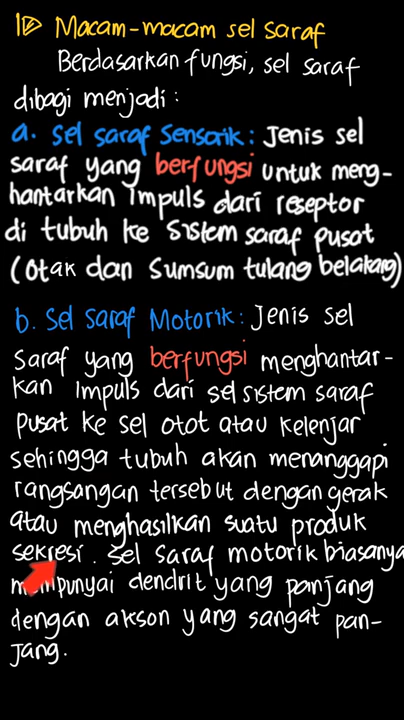 1▷ Macam-macam sel saraf
Berdasarkan fungsi, sel saraf
dibagi menjadi :
a. Sel saraf Sensorik : Jenis sel
saraf yang berfungsi untuk meng-
hantarkan impuls dari reseptor
di tubuh ke Sistem saraf pusat
(otak dan Sumsum tulang belakang)
b. Sel Saraf Motorik : Jenis sel
saraf yang berfungsi menghantar-
kan Impuls dari sel sistem saraf
pusat ke sel otot atau kelenjar
sehingga tubuh akan menanggapi
rangsangan tersebut dengan gerak
atau menghasilkan suatu produk
sekresi. Sel saraf motorik biasanya
mempunyai dendrit yang panjang
dengan akson yang sangat pan-
jang.